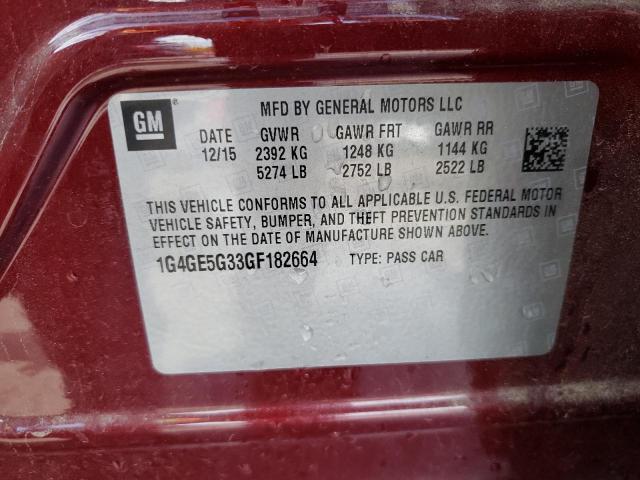 GM
MFD BY GENERAL MOTORS LLC
DATE GVWR GAWR FRT GAWR RR
12/15 2392 KG 1248 KG 1144 KG
5274 LB 2752 LB 2522 LB
THIS VEHICLE CONFORMS TO ALL APPLICABLE U.S. FEDERAL MOTOR
VEHICLE SAFETY, BUMPER, AND THEFT PREVENTION STANDARDS IN
EFFECT ON THE DATE OF MANUFACTURE SHOWN ABOVE.
1G4GE5G33GF182664 TYPE: PASS CAR